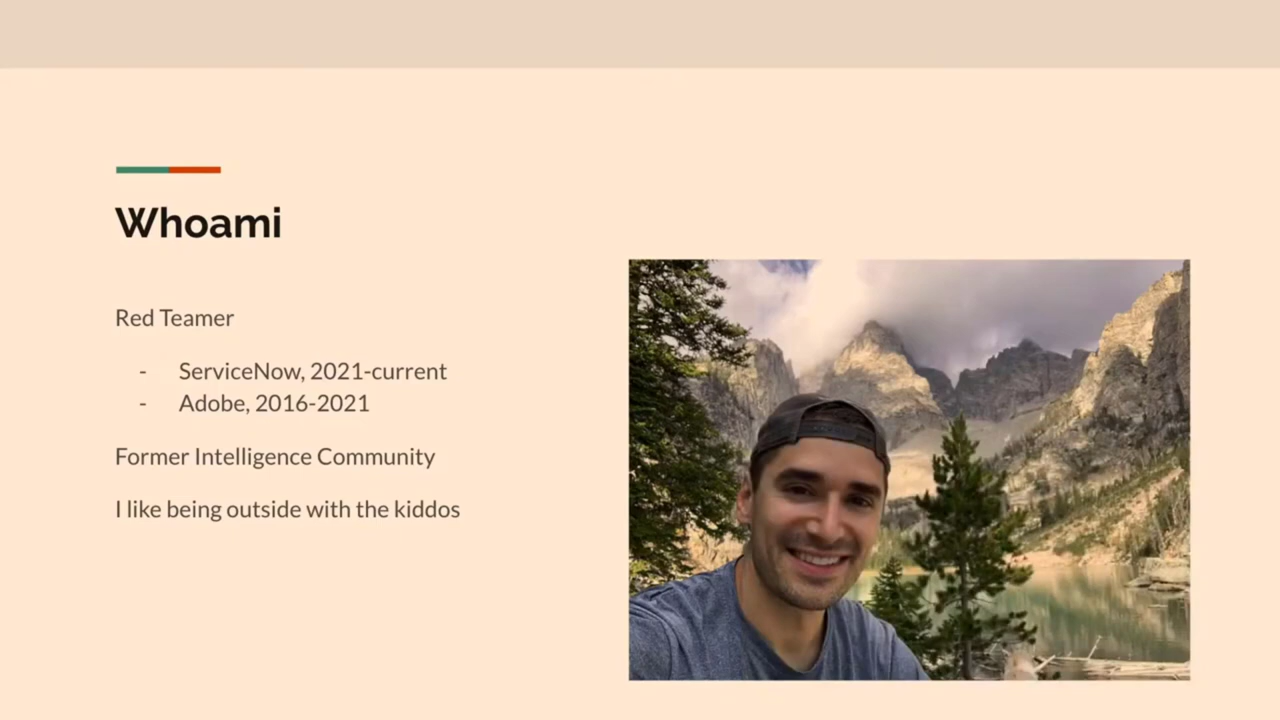 Whoami
Red Teamer
- ServiceNow, 2021-current
- Adobe, 2016-2021
Former Intelligence Community
I like being outside with the kiddos